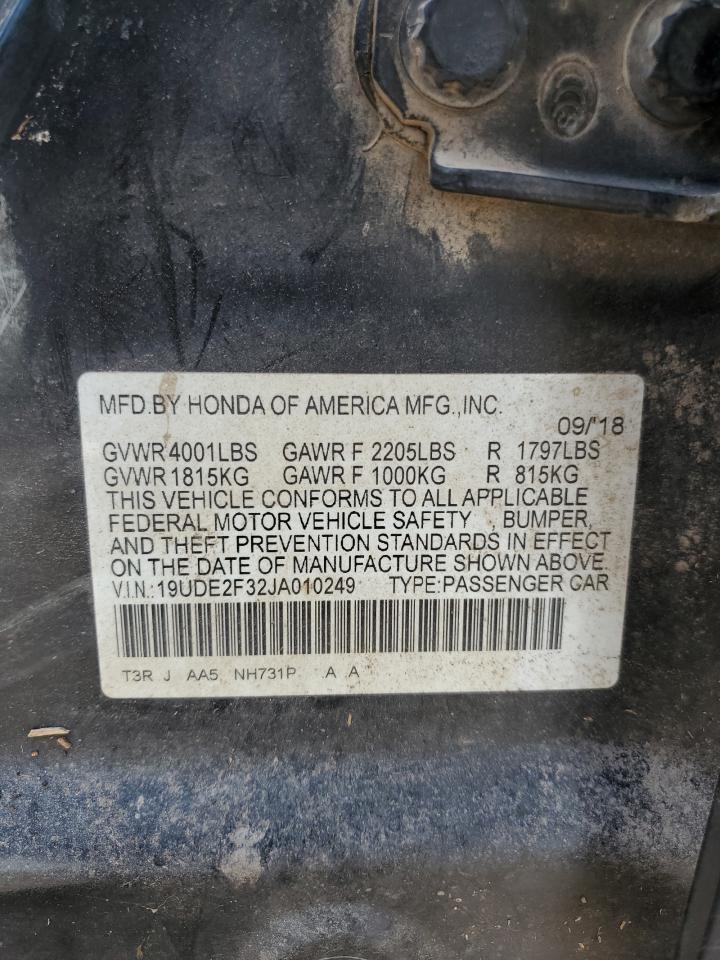 MFD.BY HONDA OF AMERICA MFG.,INC.
09/'18
GVWR 4001LBS GAWR F 2205LBS R 1797LBS
GVWR 1815KG GAWR F 1000KG R 815KG
THIS VEHICLE CONFORMS TO ALL APPLICABLE
FEDERAL MOTOR VEHICLE SAFETY , BUMPER,
AND THEFT PREVENTION STANDARDS IN EFFECT
ON THE DATE OF MANUFACTURE SHOWN ABOVE.
V.I.N.:19UDE2F32JA010249 TYPE:PASSENGER CAR
T3R J AA5 NH731P A A